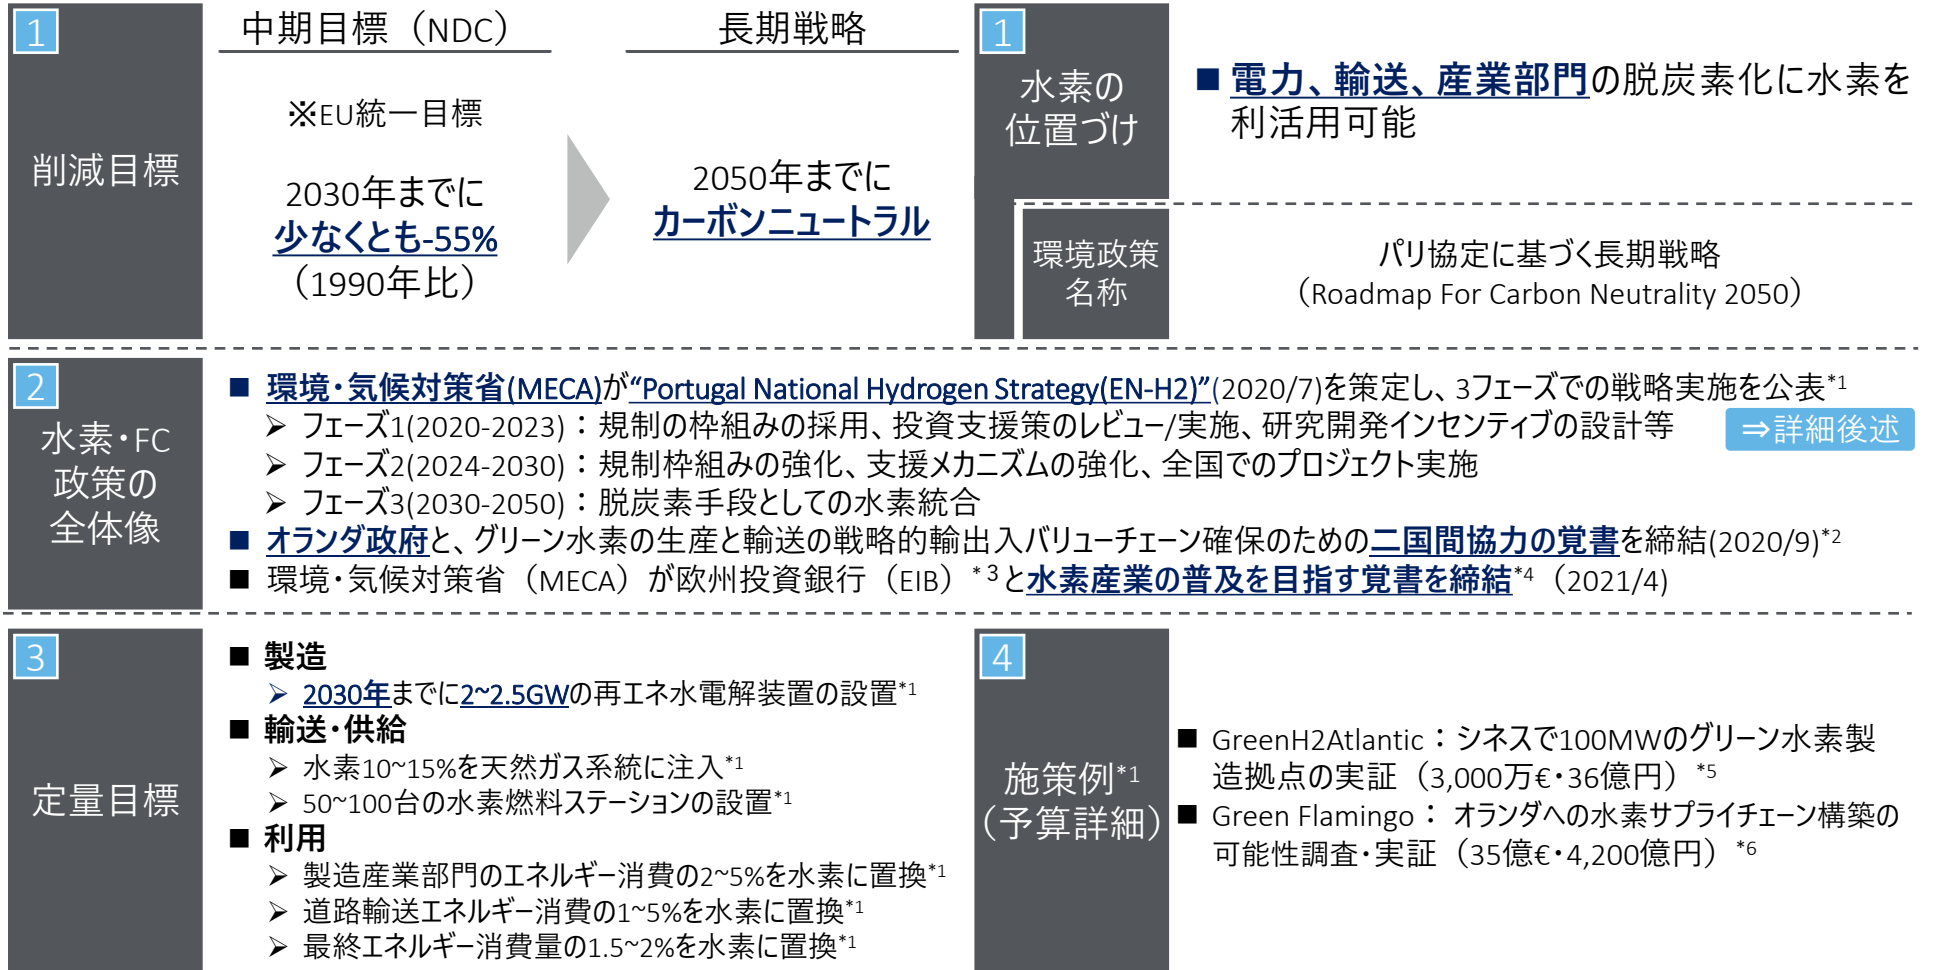 1
削減目標
中期目標（NDC）
※EU統一目標
2030年までに
少なくとも-55%
（1990年比）
長期戦略
2050年までに
カーボンニュートラル
1
水素の
位置づけ
■ 電力、輸送、産業部門の脱炭素化に水素を
利活用可能
環境政策
名称
パリ協定に基づく長期戦略
（Roadmap For Carbon Neutrality 2050）
2
水素・FC
政策の
全体像
■ 環境・気候対策省(MECA)が“Portugal National Hydrogen Strategy(EN-H2)”(2020/7)を策定し、3フェーズでの戦略実施を公表*1
➢ フェーズ1(2020-2023)：規制の枠組みの採用、投資支援策のレビュー/実施、研究開発インセンティブの設計等
⇒詳細後述
➢ フェーズ2(2024-2030)：規制枠組みの強化、支援メカニズムの強化、全国でのプロジェクト実施
➢ フェーズ3(2030-2050)：脱炭素手段としての水素統合
■ オランダ政府と、グリーン水素の生産と輸送の戦略的輸出入バリューチェーン確保のための二国間協力の覚書を締結(2020/9)*2
■ 環境・気候対策省（MECA）が欧州投資銀行（EIB）*3と水素産業の普及を目指す覚書を締結*4（2021/4)
3
定量目標
■ 製造
➢ 2030年までに2~2.5GWの再エネ水電解装置の設置*1
■ 輸送・供給
➢ 水素10~15%を天然ガス系統に注入*1
➢ 50~100台の水素燃料ステーションの設置*1
■ 利用
➢ 製造産業部門のエネルギー消費の2~5%を水素に置換*1
➢ 道路輸送エネルギー消費の1~5%を水素に置換*1
➢ 最終エネルギー消費量の1.5~2%を水素に置換*1
4
施策例*1
（予算詳細）
■ GreenH2Atlantic：シネスで100MWのグリーン水素製
造拠点の実証（3,000万€・36億円）*5
■ Green Flamingo： オランダへの水素サプライチェーン構築の
可能性調査・実証（35億€・4,200億円）*6